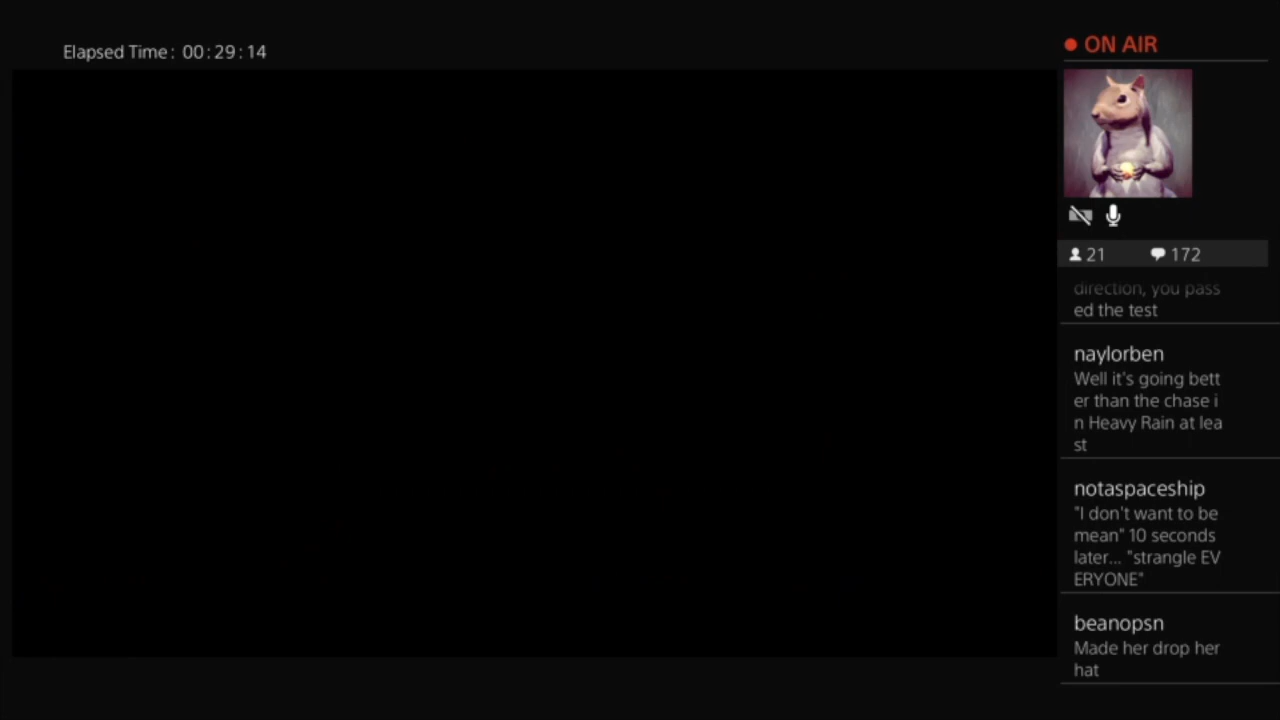 Elapsed Time: 00:29:14
ON AIR
21 172
direction, you pass
ed the test
naylorben
Well it's going bett
er than the chase i
n Heavy Rain at lea
st
notaspaceship
"I don't want to be
mean" 10 seconds
later... "strangle EV
ERYONE"
beanopsn
Made her drop her
hat